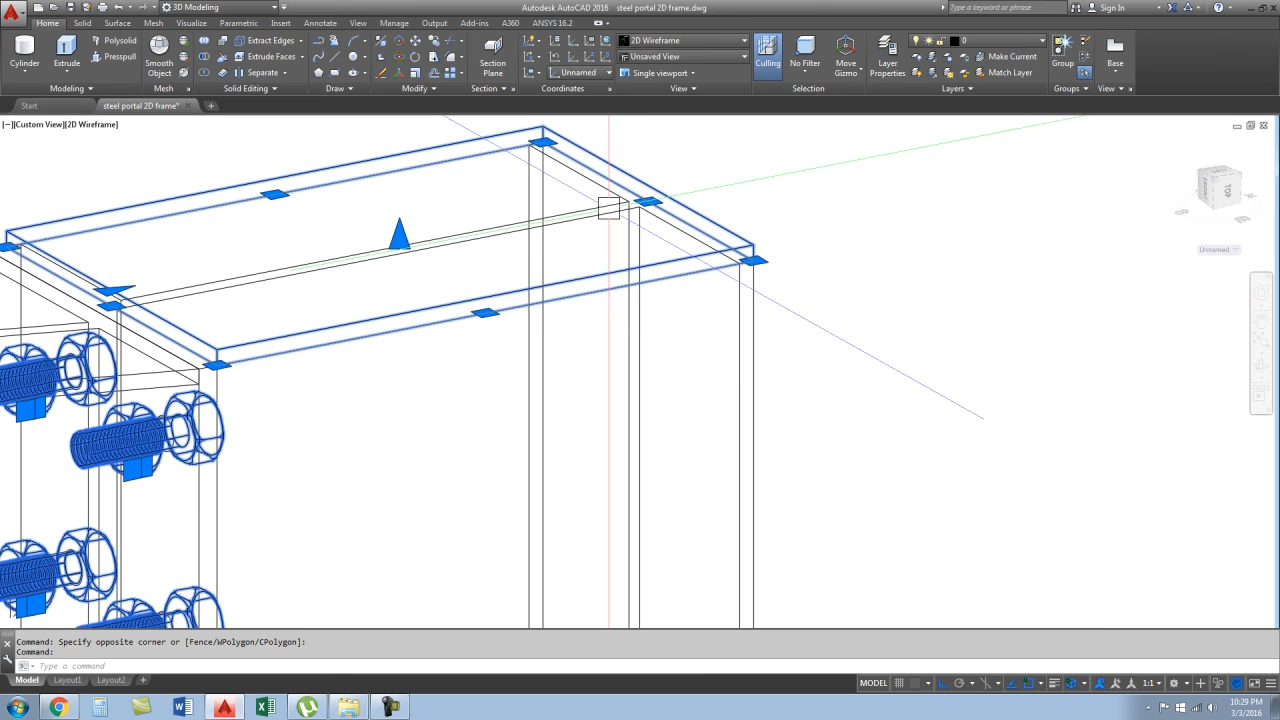 3D Modeling
Autodesk AutoCAD 2016 steel portal 2D frame.dwg
Type a keyword or phrase
Sign In
Home Solid Surface Mesh Visualize Parametric Insert Annotate View Manage Output Add-ins A360 ANSYS 16.2
Cylinder
Extrude
Polysolid
Presspull
Smooth Object
Extract Edges
Extrude Faces
Separate
Section Plane
Unnamed
2D Wireframe
Unsaved View
Single viewport
Culling
No Filter
Move Gizmo
Layer Properties
0
Make Current
Match Layer
Group
Base
Modeling Mesh Solid Editing Draw Modify Section Coordinates View Selection Layers Groups View
Start
steel portal 2D frame*
[−][Custom View][2D Wireframe]
TOP
Unnamed
Command: Specify opposite corner or [Fence/WPolygon/CPolygon]:
Command:
Type a command
Model Layout1 Layout2
MODEL
1:1
10:29 PM
3/3/2016